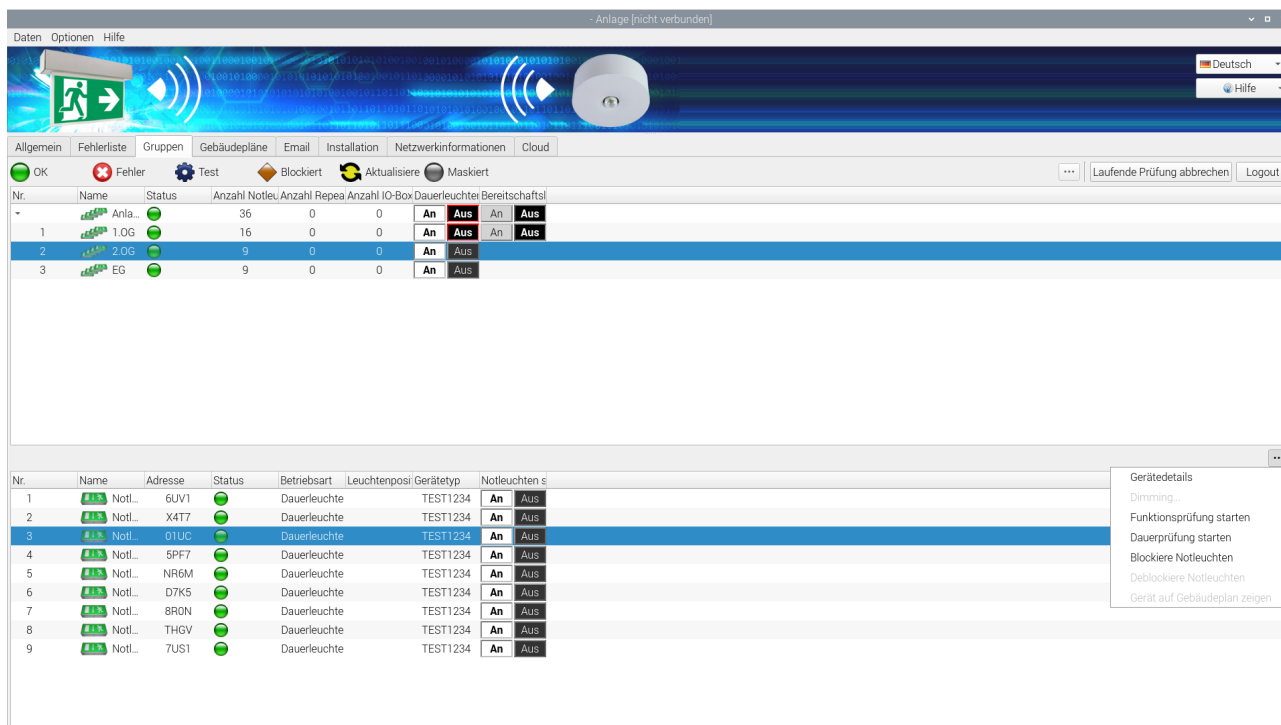 - Anlage [nicht verbunden]
Daten Optionen Hilfe
Deutsch
Hilfe
Allgemein Fehlerliste Gruppen Gebäudepläne Email Installation Netzwerkinformationen Cloud
OK Fehler Test Blockiert Aktualisiere Maskiert ... Laufende Prüfung abbrechen Logout
Nr. Name Status Anzahl Notleu Anzahl Repea Anzahl IO-Box Dauerleuchter Bereitschaftsl
Anla... 36 0 0 An Aus An Aus
1 1.OG 16 0 0 An Aus An Aus
2 2.OG 9 0 0 An Aus
3 EG 9 0 0 An Aus
Nr. Name Adresse Status Betriebsart Leuchtenposi Gerätetyp Notleuchten s
1 Notl... 6UV1 Dauerleuchte TEST1234 An Aus
2 Notl... X4T7 Dauerleuchte TEST1234 An Aus
3 Notl... 01UC Dauerleuchte TEST1234 An Aus
4 Notl... 5PF7 Dauerleuchte TEST1234 An Aus
5 Notl... NR6M Dauerleuchte TEST1234 An Aus
6 Notl... D7K5 Dauerleuchte TEST1234 An Aus
7 Notl... 8R0N Dauerleuchte TEST1234 An Aus
8 Notl... THGV Dauerleuchte TEST1234 An Aus
9 Notl... 7US1 Dauerleuchte TEST1234 An Aus
Gerätedetails
Dimming...
Funktionsprüfung starten
Dauerprüfung starten
Blockiere Notleuchten
Deblockiere Notleuchten
Gerät auf Gebäudeplan zeigen